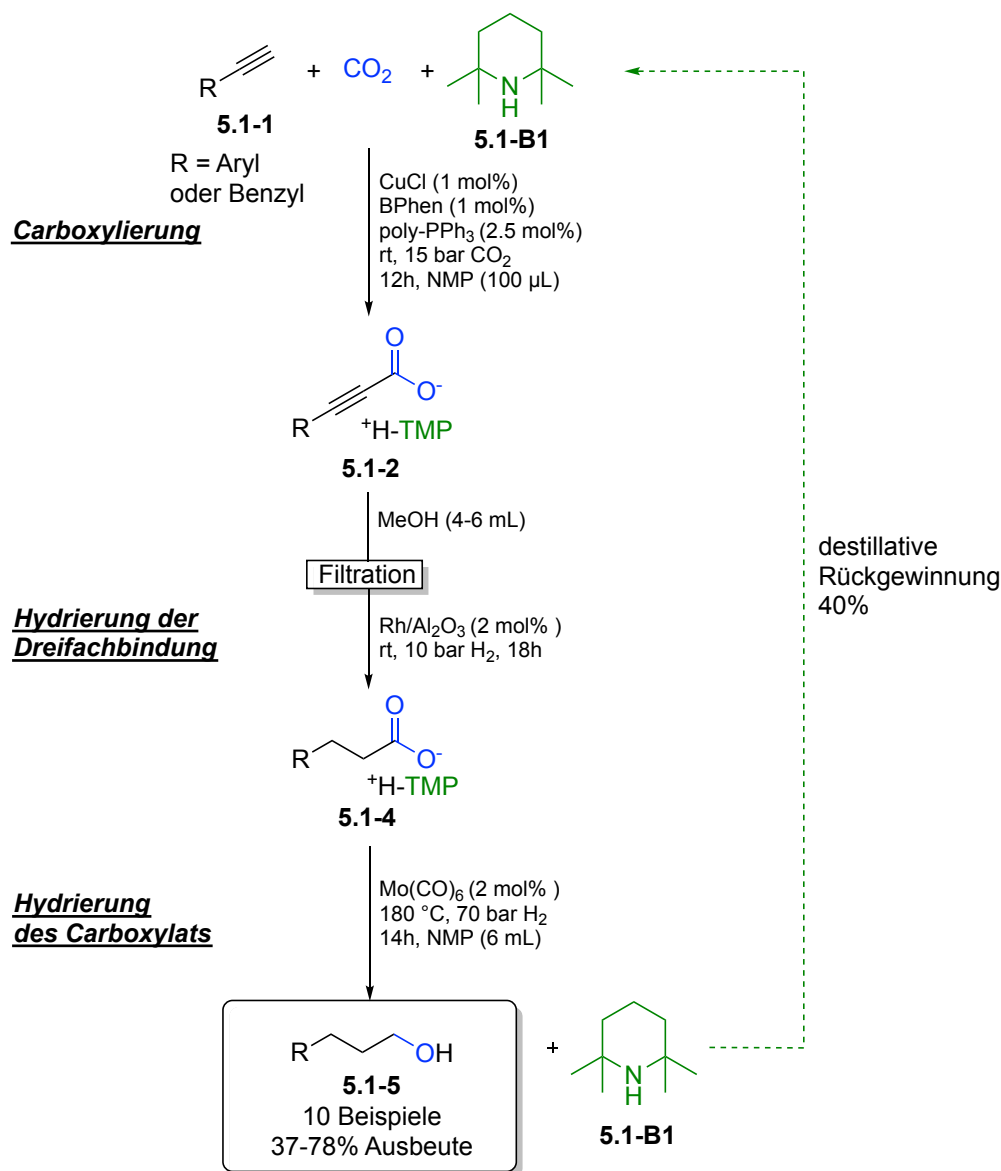 R
+ CO2 +
N
H
5.1-1
5.1-B1
R = Aryl
oder Benzyl
Carboxylierung
CuCl (1 mol%)
BPhen (1 mol%)
poly-PPh3 (2.5 mol%)
rt, 15 bar CO2
12h, NMP (100 µL)
O
O-
R
+H-TMP
5.1-2
MeOH (4-6 mL)
Filtration
Hydrierung der
Dreifachbindung
Rh/Al2O3 (2 mol% )
rt, 10 bar H2, 18h
destillative
Rückgewinnung
40%
O
R
O-
+H-TMP
5.1-4
Hydrierung
des Carboxylats
Mo(CO)6 (2 mol% )
180 °C, 70 bar H2
14h, NMP (6 mL)
R
OH
5.1-5
10 Beispiele
37-78% Ausbeute
+
N
H
5.1-B1